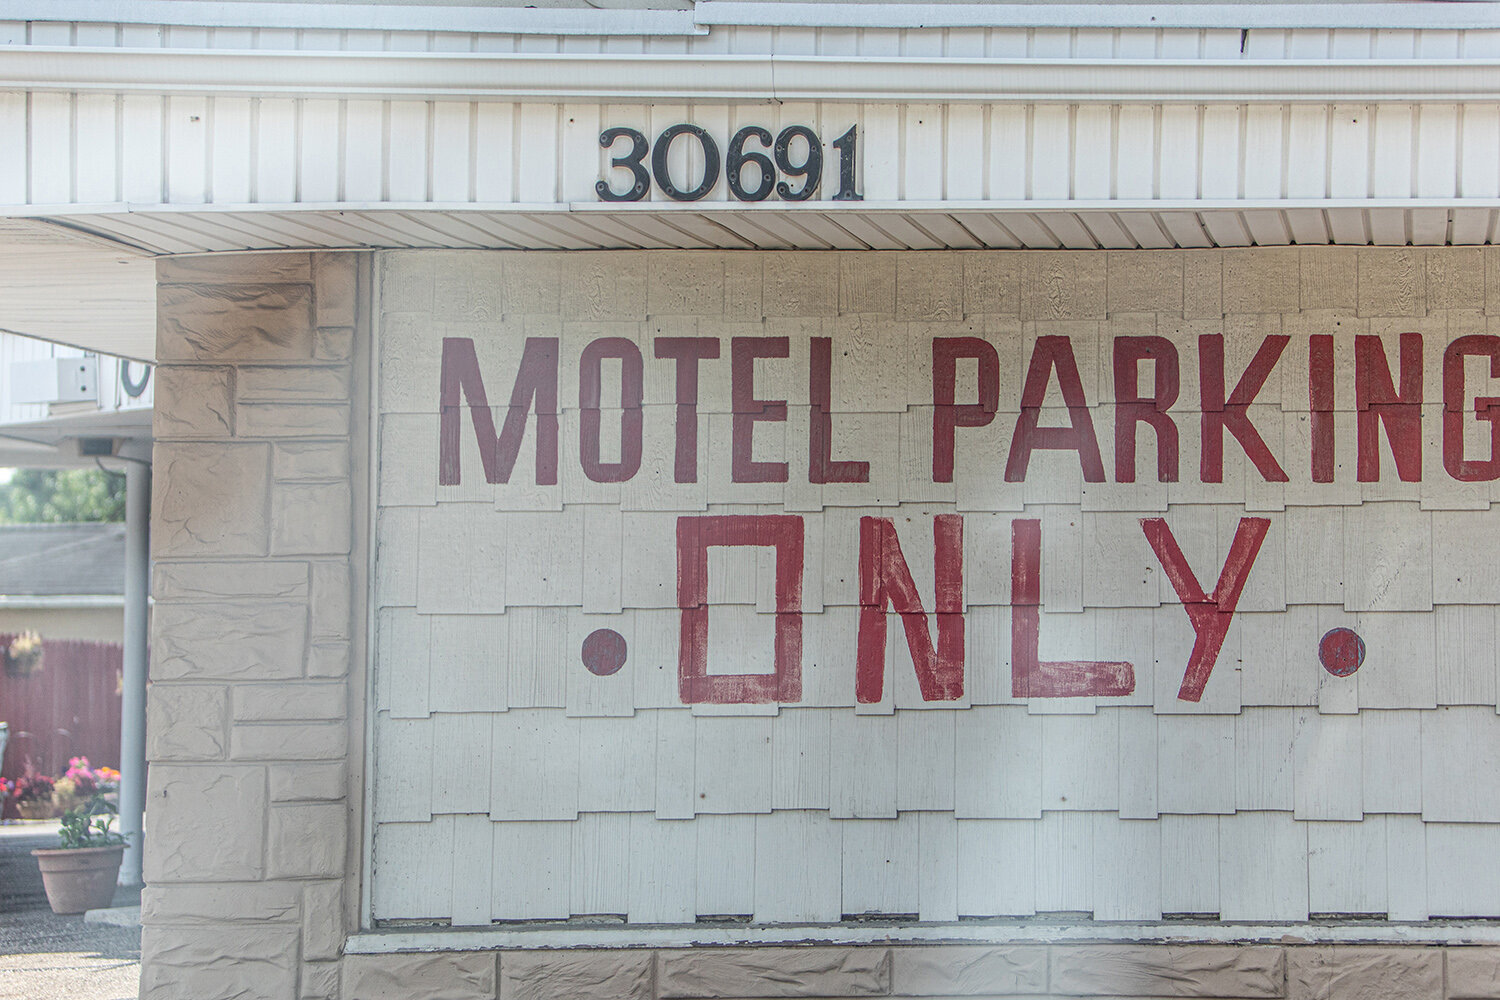 30691
MOTEL PARKING
• ONLY •